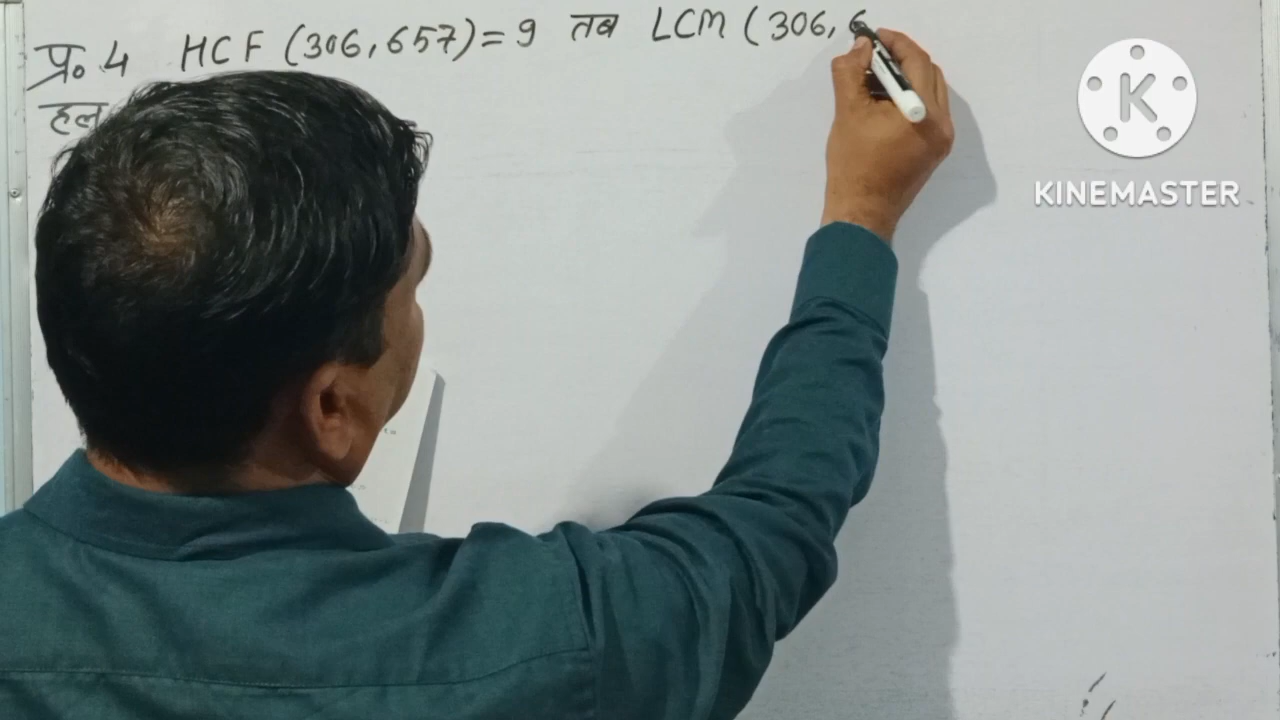 प्र० 4 HCF (306,657)= 9 तब LCM ( 306, 6
हल
K
KINEMASTER